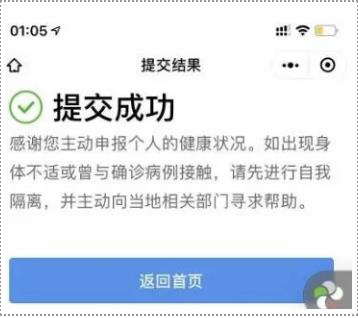 01:05
提交结果
提交成功
感谢您主动申报个人的健康状况。如出现身
体不适或曾与确诊病例接触，请先进行自我
隔离，并主动向当地相关部门寻求帮助。
返回首页